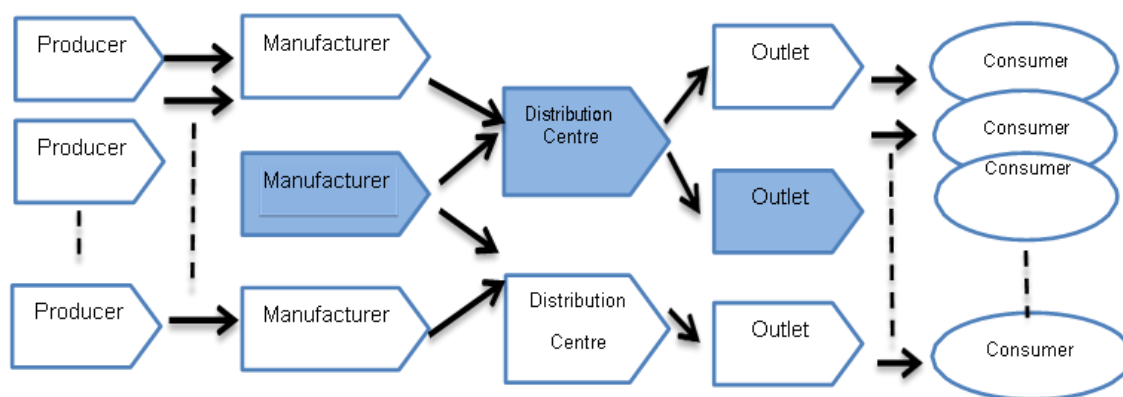 Producer
Manufacturer
Outlet
Consumer
Distribution
Centre
Producer
Manufacturer
Outlet
Consumer
Consumer
Producer
Manufacturer
Distribution
Centre
Outlet
Consumer